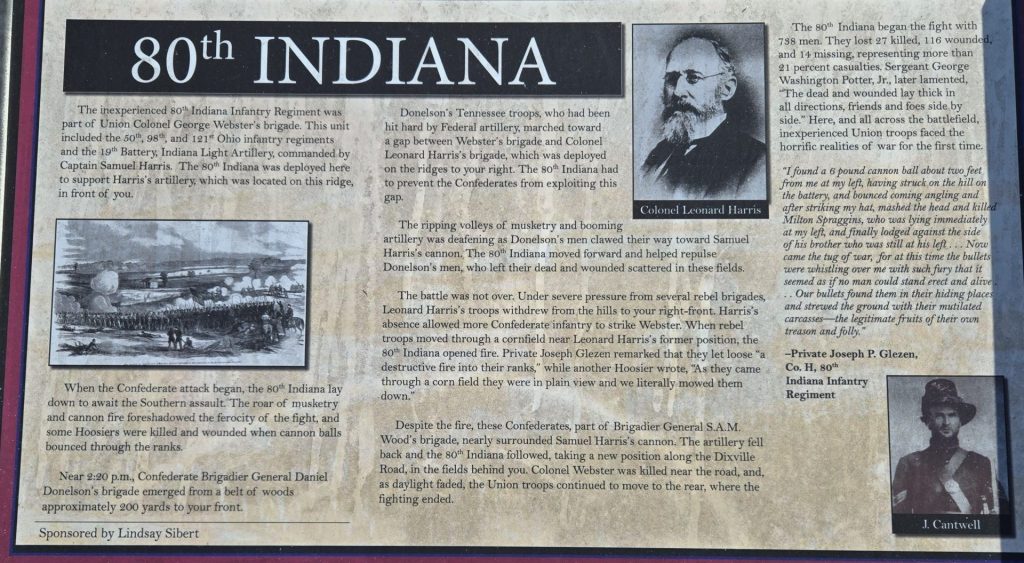 80th INDIANA
The inexperienced 80th Indiana Infantry Regiment was
part of Union Colonel George Webster's brigade. This unit
included the 50th, 98th, and 121st Ohio infantry regiments
and the 19th Battery, Indiana Light Artillery, commanded by
Captain Samuel Harris. The 80th Indiana was deployed here
to support Harris's artillery, which was located on this ridge,
in front of you.
When the Confederate attack began, the 80th Indiana lay
down to await the Southern assault. The roar of musketry
and cannon fire foreshadowed the ferocity of the fight, and
some Hoosiers were killed and wounded when cannon balls
bounced through the ranks.
Near 2:20 p.m., Confederate Brigadier General Daniel
Donelson's brigade emerged from a belt of woods
approximately 200 yards to your front.
Sponsored by Lindsay Sibert
Donelson's Tennessee troops, who had been
hit hard by Federal artillery, marched toward
a gap between Webster's brigade and Colonel
Leonard Harris's brigade, which was deployed
on the ridges to your right. The 80th Indiana had
to prevent the Confederates from exploiting this
gap.
The ripping volleys of musketry and booming
artillery was deafening as Donelson's men clawed their way toward Samuel
Harris's cannon. The 80th Indiana moved forward and helped repulse
Donelson's men, who left their dead and wounded scattered in these fields.
The battle was not over. Under severe pressure from several rebel brigades,
Leonard Harris's troops withdrew from the hills to your right-front. Harris's
absence allowed more Confederate infantry to strike Webster. When rebel
troops moved through a cornfield near Leonard Harris's former position, the
80th Indiana opened fire. Private Joseph Glezen remarked that they let loose "a
destructive fire into their ranks," while another Hoosier wrote, "As they came
through a corn field they were in plain view and we literally mowed them
down."
Despite the fire, these Confederates, part of Brigadier General S.A.M.
Wood's brigade, nearly surrounded Samuel Harris's cannon. The artillery fell
back and the 80th Indiana followed, taking a new position along the Dixville
Road, in the fields behind you. Colonel Webster was killed near the road, and,
as daylight faded, the Union troops continued to move to the rear, where the
fighting ended.
Colonel Leonard Harris
The 80th Indiana began the fight with
738 men. They lost 27 killed, 116 wounded,
and 14 missing, representing more than
21 percent casualties. Sergeant George
Washington Potter, Jr., later lamented,
"The dead and wounded lay thick in
all directions, friends and foes side by
side." Here, and all across the battlefield,
inexperienced Union troops faced the
horrific realities of war for the first time.
"I found a 6 pound cannon ball about two feet
from me at my left, having struck on the hill on
the battery, and bounced coming angling and
after striking my hat, mashed the head and killed
Milton Spraggins, who was lying immediately
at my left, and finally lodged against the side
of his brother who was still at his left . . . Now
came the tug of war, for at this time the bullets
were whistling over me with such fury that it
seemed as if no man could stand erect and alive .
. . Our bullets found them in their hiding places
and strewed the ground with their mutilated
carcasses—the legitimate fruits of their own
treason and folly."
–Private Joseph P. Glezen,
Co. H, 80th
Indiana Infantry
Regiment
J. Cantwell